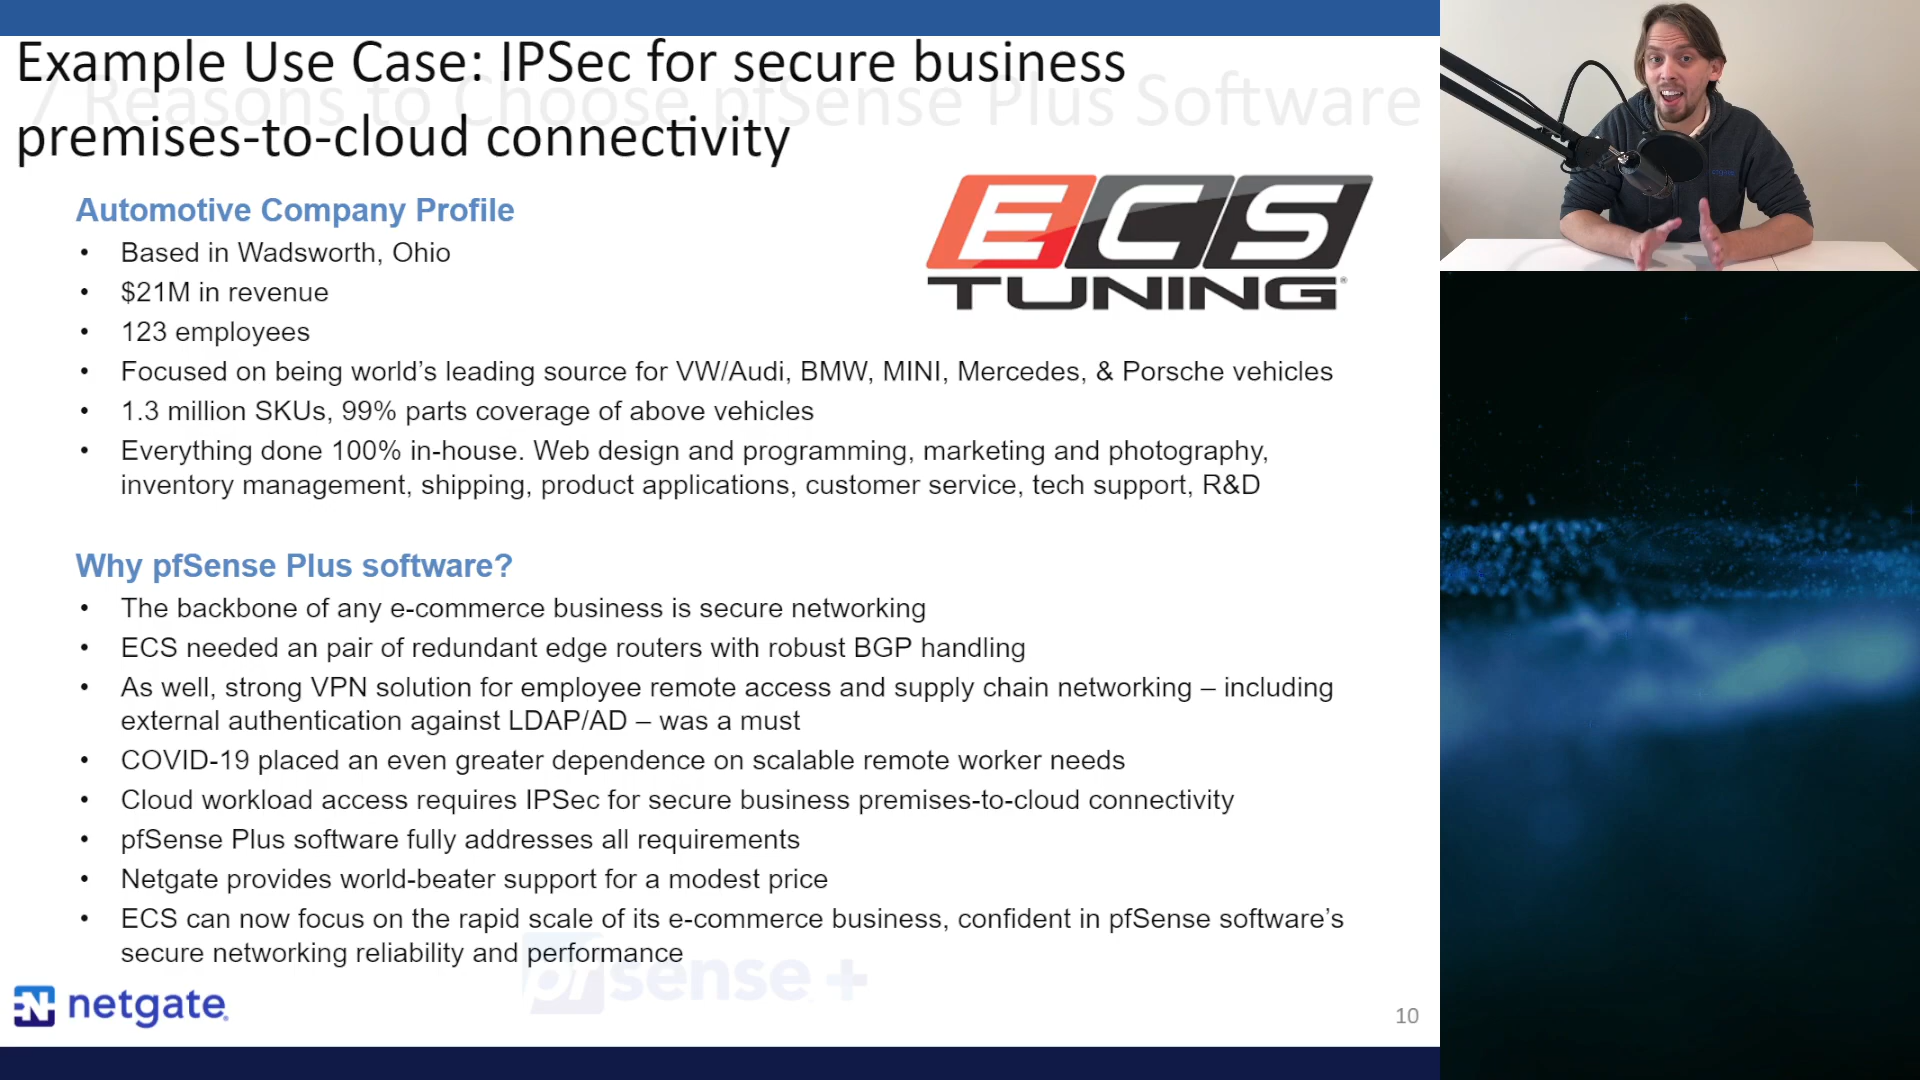 Example Use Case: IPSec for secure business
7 Reasons to Choose pfSense Plus Software
premises-to-cloud connectivity
ECS
TUNING®
Automotive Company Profile
• Based in Wadsworth, Ohio
• $21M in revenue
• 123 employees
• Focused on being world’s leading source for VW/Audi, BMW, MINI, Mercedes, & Porsche vehicles
• 1.3 million SKUs, 99% parts coverage of above vehicles
• Everything done 100% in-house. Web design and programming, marketing and photography,
inventory management, shipping, product applications, customer service, tech support, R&D
Why pfSense Plus software?
• The backbone of any e-commerce business is secure networking
• ECS needed an pair of redundant edge routers with robust BGP handling
• As well, strong VPN solution for employee remote access and supply chain networking – including
external authentication against LDAP/AD – was a must
• COVID-19 placed an even greater dependence on scalable remote worker needs
• Cloud workload access requires IPSec for secure business premises-to-cloud connectivity
• pfSense Plus software fully addresses all requirements
• Netgate provides world-beater support for a modest price
• ECS can now focus on the rapid scale of its e-commerce business, confident in pfSense software’s
secure networking reliability and performance
pfsense+
N netgate®
10